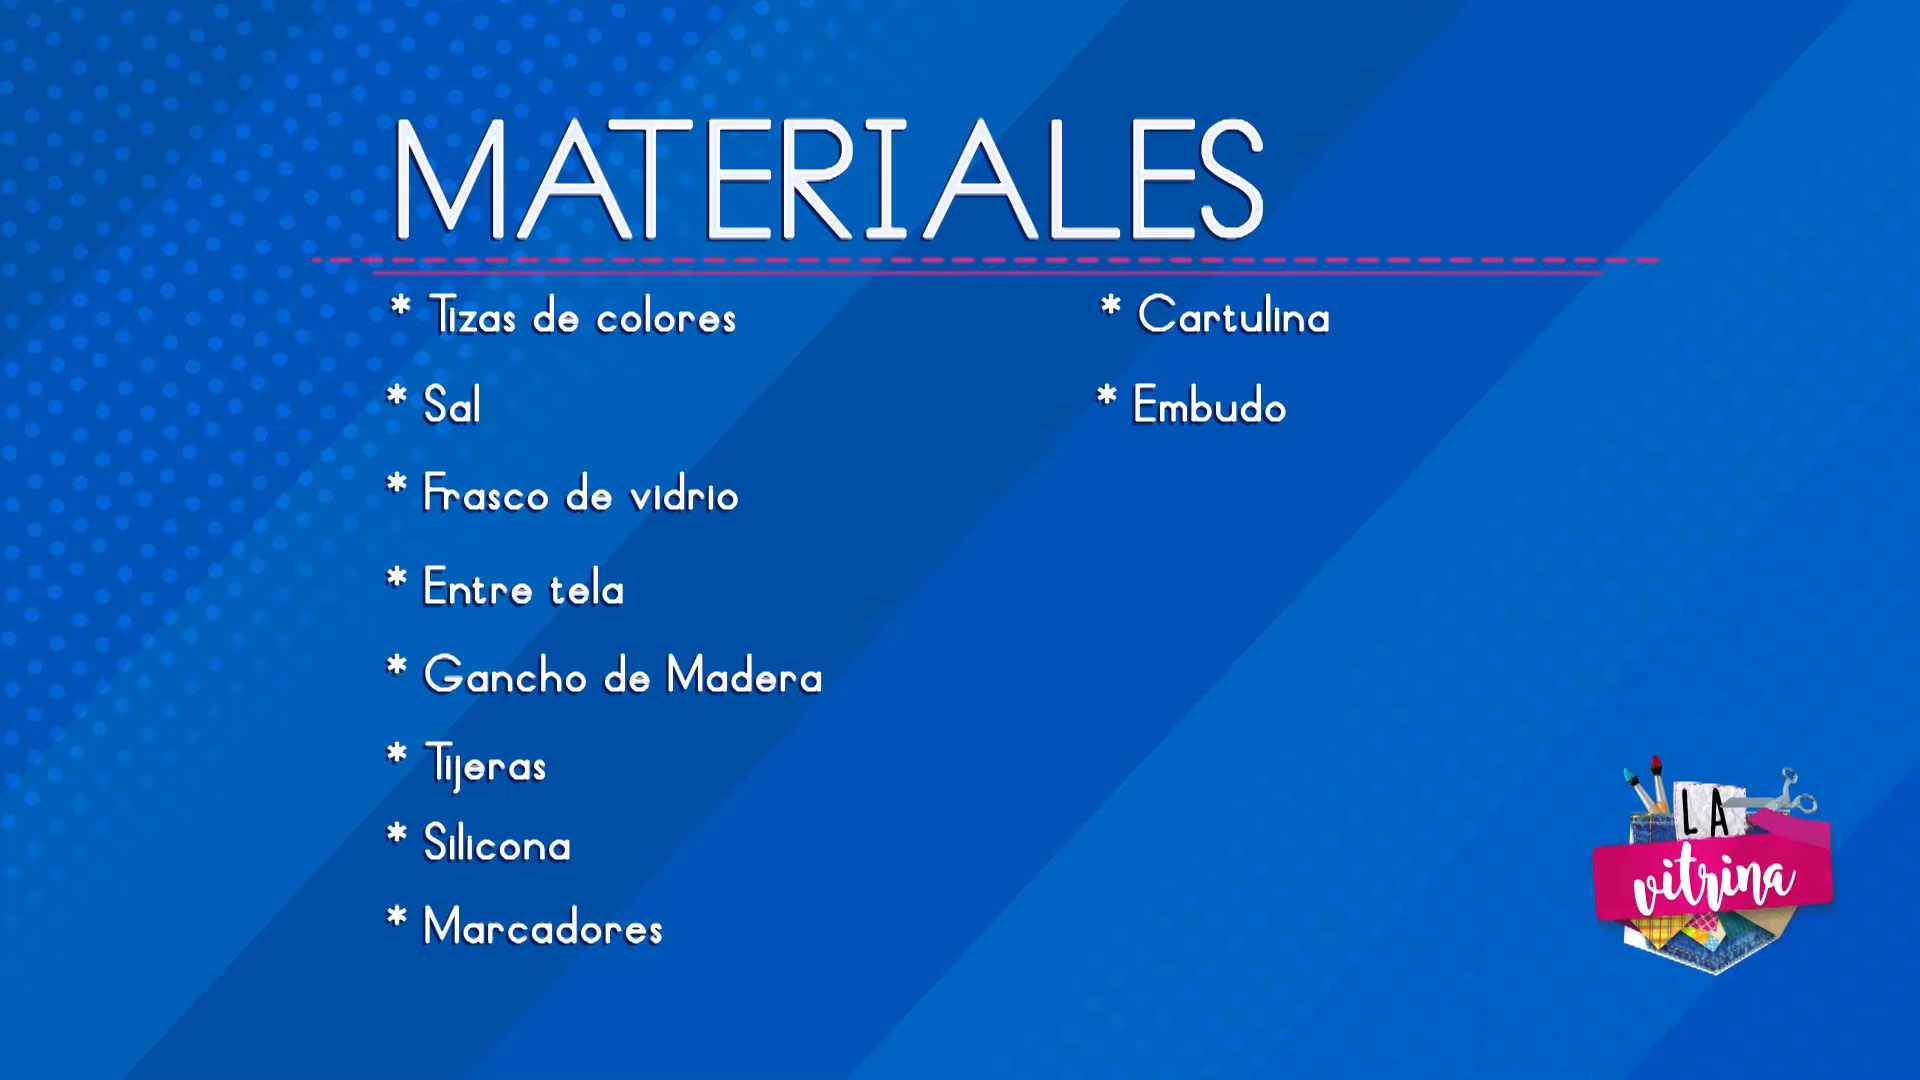 MATERIALES
* Tizas de colores
* Sal
* Frasco de vidrio
* Entre tela
* Gancho de Madera
* Tijeras
* Silicona
* Marcadores
* Cartulina
* Embudo
LA
vitrina